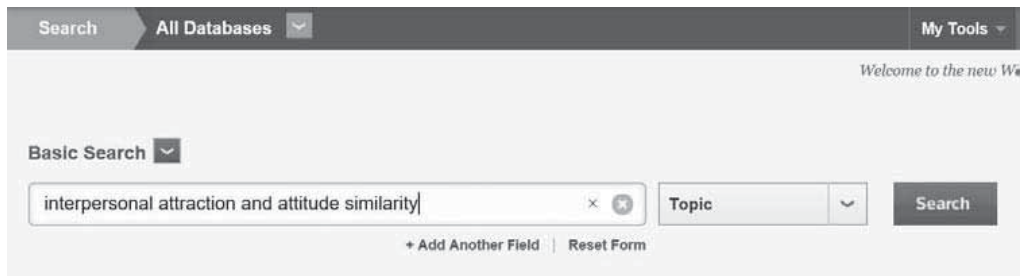 Search All Databases My Tools
Welcome to the new
Basic Search
interpersonal attraction and attitude similarity × Topic Search
+ Add Another Field | Reset Form